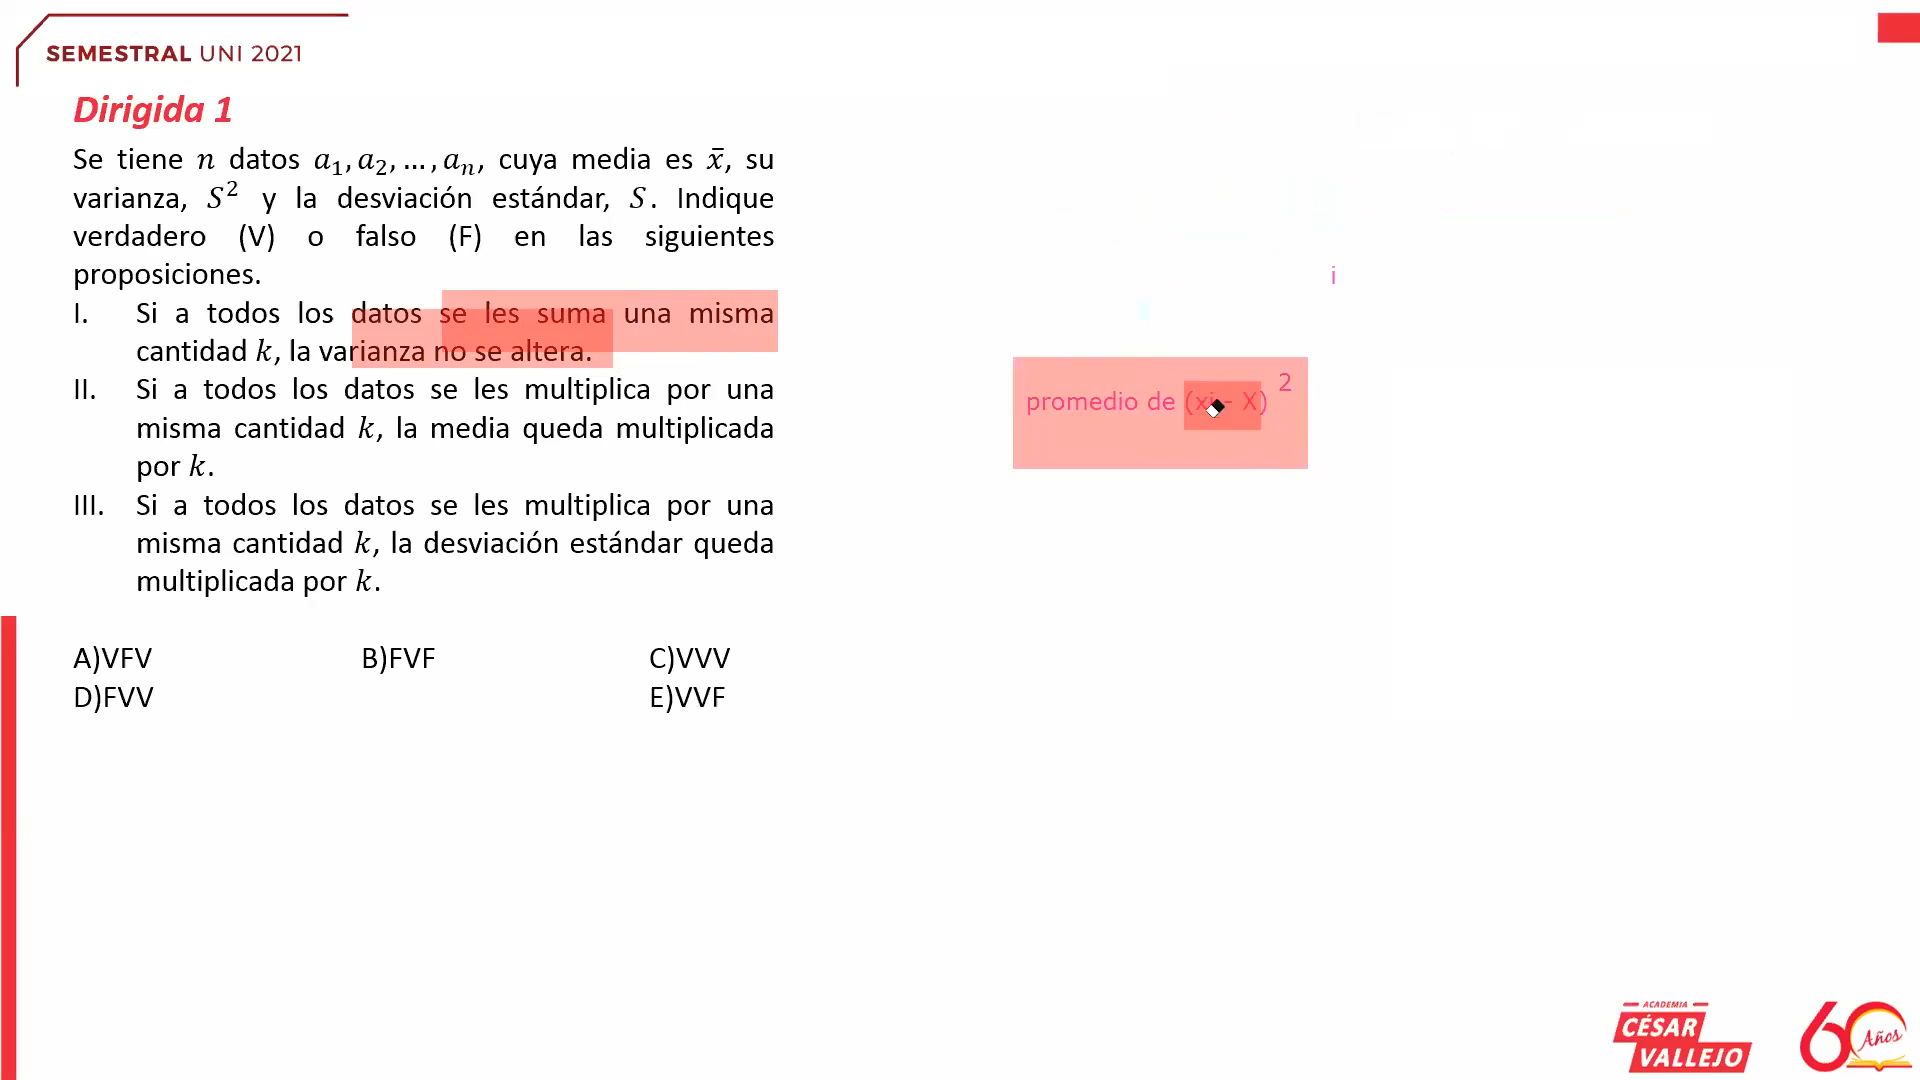 SEMESTRAL UNI 2021
Dirigida 1
Se tiene n datos a₁, a₂, ..., aₙ, cuya media es x̄, su
varianza, S² y la desviación estándar, S. Indique
verdadero (V) o falso (F) en las siguientes
proposiciones.
I. Si a todos los datos se les suma una misma
cantidad k, la varianza no se altera.
II. Si a todos los datos se les multiplica por una
misma cantidad k, la media queda multiplicada
por k.
III. Si a todos los datos se les multiplica por una
misma cantidad k, la desviación estándar queda
multiplicada por k.
A)VFV B)FVF C)VVV
D)FVV E)VVF
i
promedio de (xi - X)²
ACADEMIA
CÉSAR
VALLEJO
60 Años